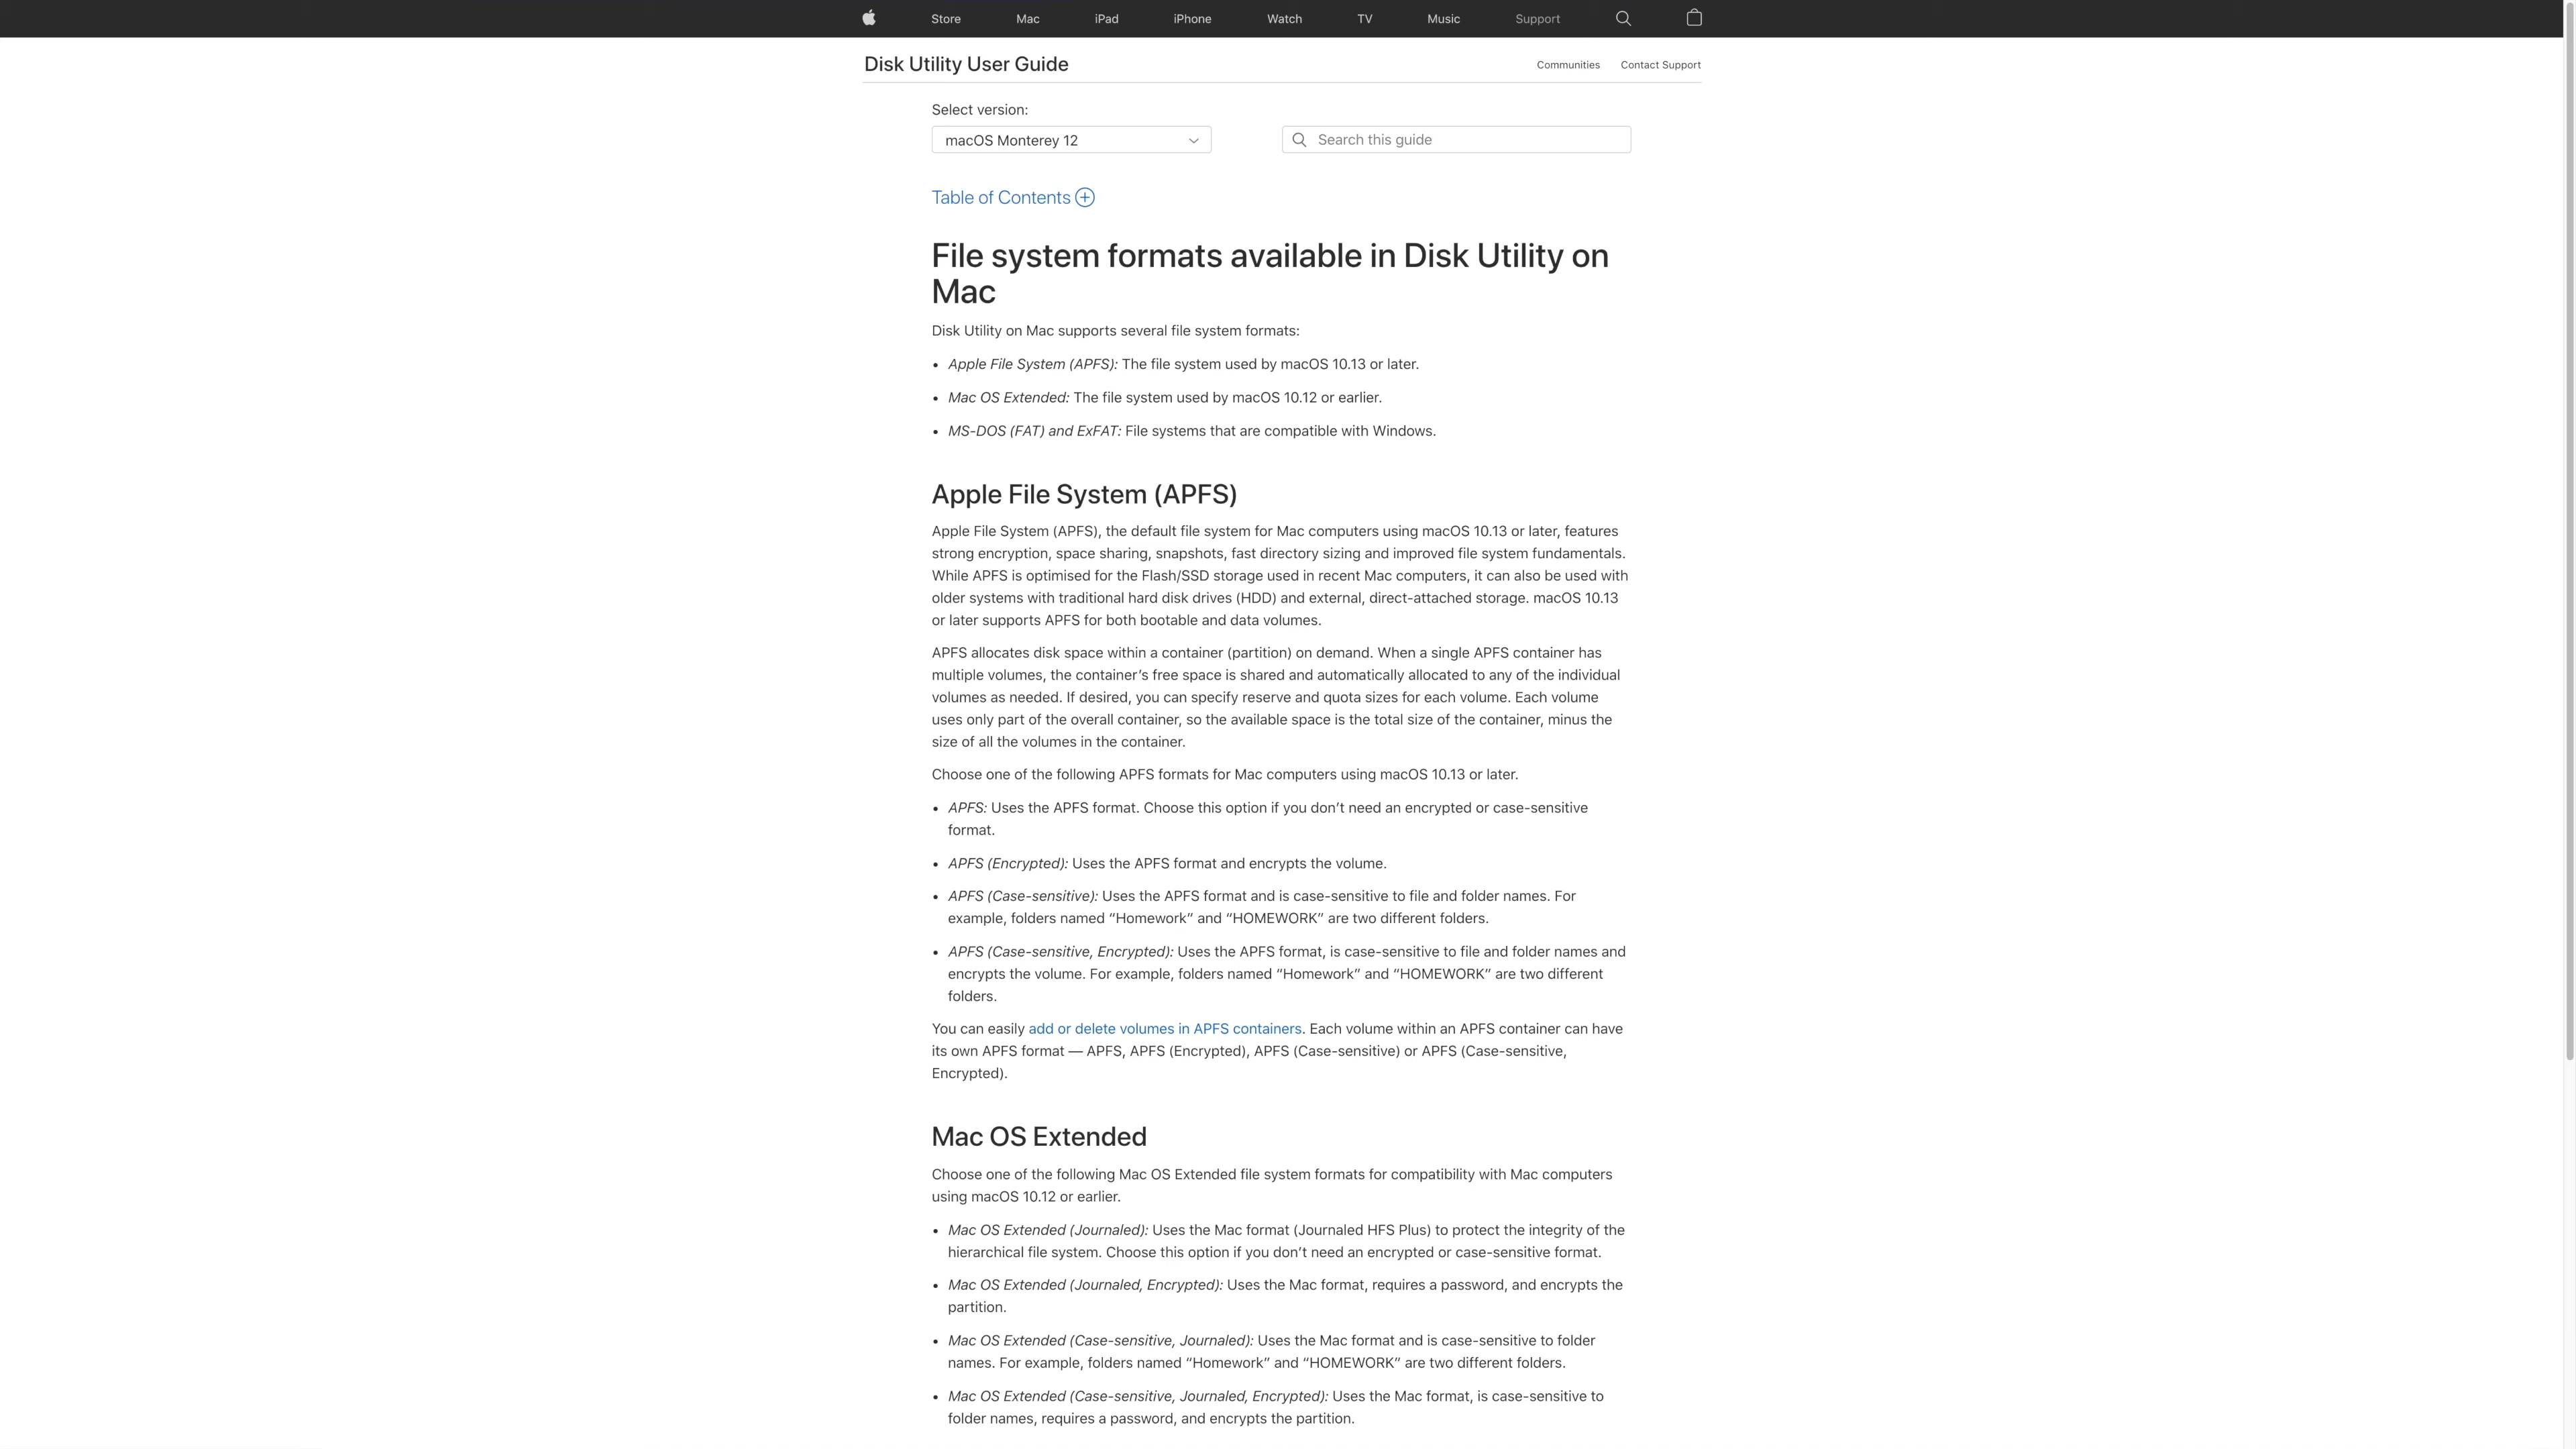 Store Mac iPad iPhone Watch TV Music Support
Disk Utility User Guide
Communities Contact Support
Select version:
macOS Monterey 12
Search this guide
Table of Contents
File system formats available in Disk Utility on
Mac
Disk Utility on Mac supports several file system formats:
• Apple File System (APFS): The file system used by macOS 10.13 or later.
• Mac OS Extended: The file system used by macOS 10.12 or earlier.
• MS-DOS (FAT) and ExFAT: File systems that are compatible with Windows.
Apple File System (APFS)
Apple File System (APFS), the default file system for Mac computers using macOS 10.13 or later, features
strong encryption, space sharing, snapshots, fast directory sizing and improved file system fundamentals.
While APFS is optimised for the Flash/SSD storage used in recent Mac computers, it can also be used with
older systems with traditional hard disk drives (HDD) and external, direct-attached storage. macOS 10.13
or later supports APFS for both bootable and data volumes.
APFS allocates disk space within a container (partition) on demand. When a single APFS container has
multiple volumes, the container’s free space is shared and automatically allocated to any of the individual
volumes as needed. If desired, you can specify reserve and quota sizes for each volume. Each volume
uses only part of the overall container, so the available space is the total size of the container, minus the
size of all the volumes in the container.
Choose one of the following APFS formats for Mac computers using macOS 10.13 or later.
• APFS: Uses the APFS format. Choose this option if you don’t need an encrypted or case-sensitive
format.
• APFS (Encrypted): Uses the APFS format and encrypts the volume.
• APFS (Case-sensitive): Uses the APFS format and is case-sensitive to file and folder names. For
example, folders named “Homework” and “HOMEWORK” are two different folders.
• APFS (Case-sensitive, Encrypted): Uses the APFS format, is case-sensitive to file and folder names and
encrypts the volume. For example, folders named “Homework” and “HOMEWORK” are two different
folders.
You can easily add or delete volumes in APFS containers. Each volume within an APFS container can have
its own APFS format — APFS, APFS (Encrypted), APFS (Case-sensitive) or APFS (Case-sensitive,
Encrypted).
Mac OS Extended
Choose one of the following Mac OS Extended file system formats for compatibility with Mac computers
using macOS 10.12 or earlier.
• Mac OS Extended (Journaled): Uses the Mac format (Journaled HFS Plus) to protect the integrity of the
hierarchical file system. Choose this option if you don’t need an encrypted or case-sensitive format.
• Mac OS Extended (Journaled, Encrypted): Uses the Mac format, requires a password, and encrypts the
partition.
• Mac OS Extended (Case-sensitive, Journaled): Uses the Mac format and is case-sensitive to folder
names. For example, folders named “Homework” and “HOMEWORK” are two different folders.
• Mac OS Extended (Case-sensitive, Journaled, Encrypted): Uses the Mac format, is case-sensitive to
folder names, requires a password, and encrypts the partition.